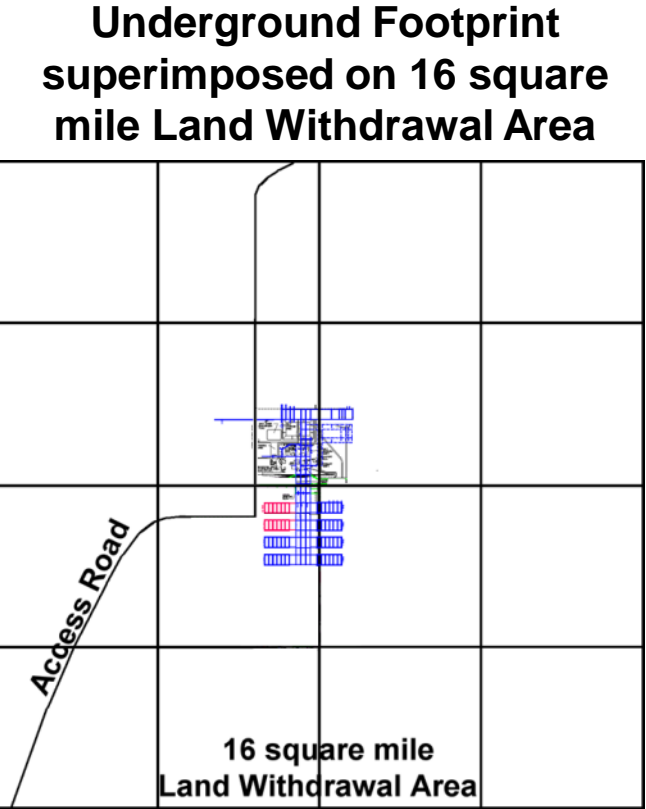 Underground Footprint
superimposed on 16 square
mile Land Withdrawal Area
Access Road
16 square mile
Land Withdrawal Area